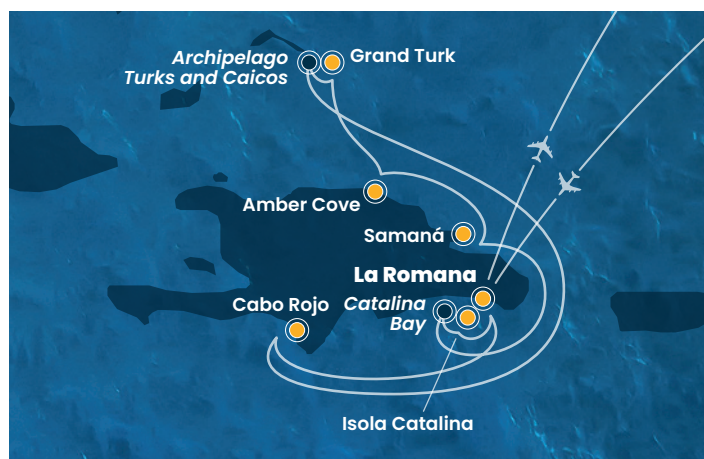 Archipelago
Turks and Caicos
Grand Turk
Amber Cove
Samaná
La Romana
Catalina
Bay
Cabo Rojo
Isola Catalina